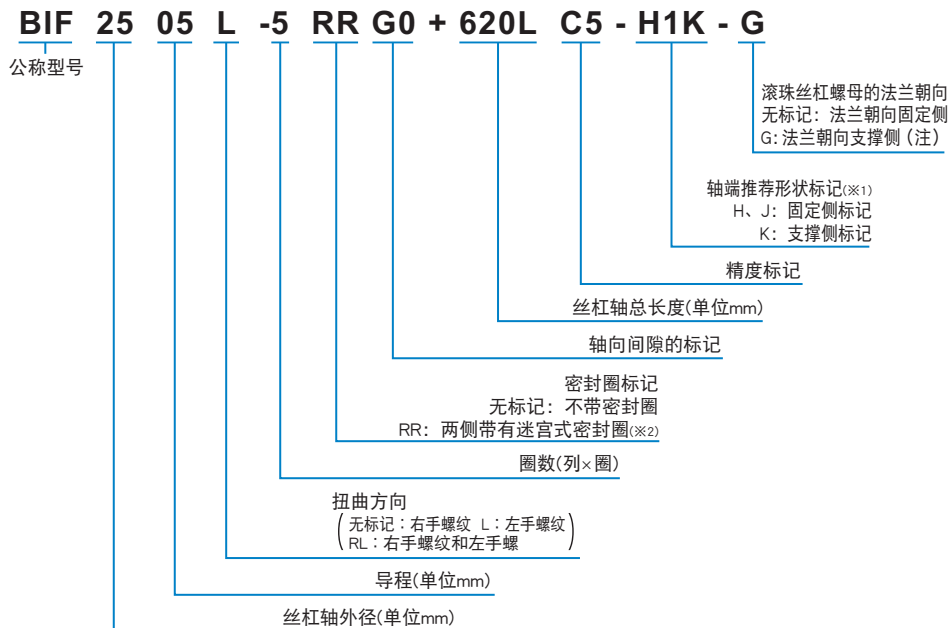 BIF 25 05 L -5 RR G0 + 620L C5 - H1K - G
公称型号
滚珠丝杠螺母的法兰朝向
无标记：法兰朝向固定侧
G：法兰朝向支撑侧（注）
轴端推荐形状标记(※1)
H、J：固定侧标记
K：支撑侧标记
精度标记
丝杠轴总长度(单位mm)
轴向间隙的标记
密封圈标记
无标记：不带密封圈
RR：两侧带有迷宫式密封圈(※2)
圈数(列×圈)
扭曲方向
(无标记：右手螺纹 L：左手螺纹
RL：右手螺纹和左手螺)
导程(单位mm)
丝杠轴外径(单位mm)